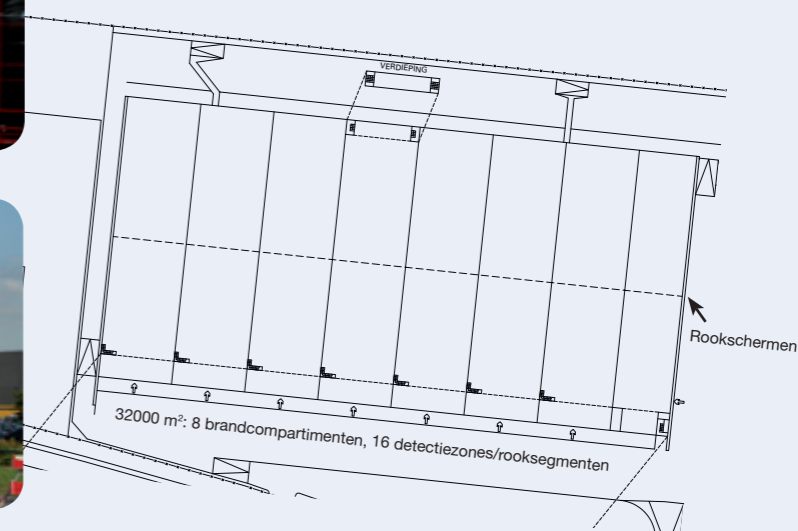 VERDIEPING
Rookschermen
32000 m²: 8 brandcompartimenten, 16 detectiezones/rooksegmenten